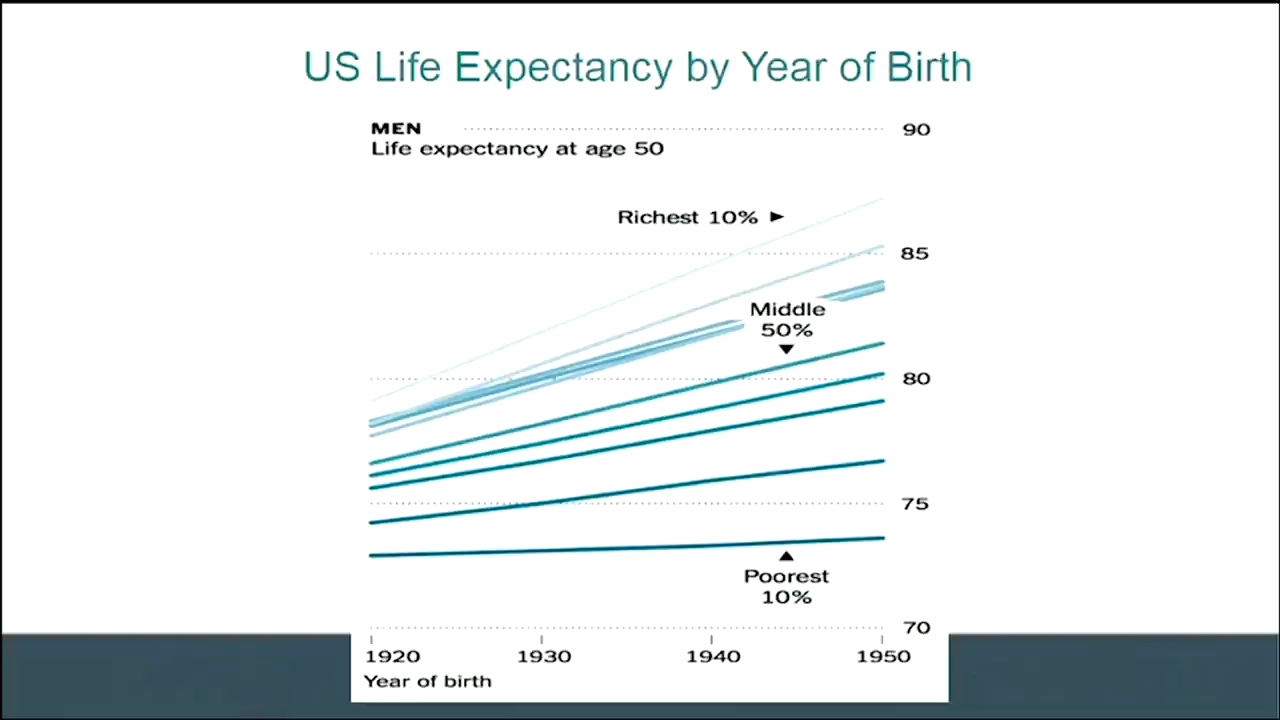 US Life Expectancy by Year of Birth
MEN
90
Life expectancy at age 50
Richest 10% ►
85
Middle
50%
▼
80
75
▲
Poorest
10%
70
1920 1930 1940 1950
Year of birth